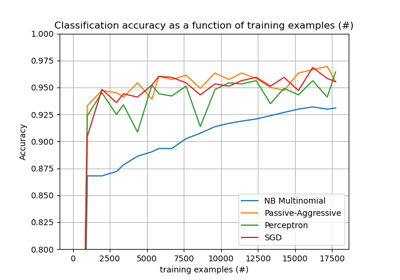 Classification accuracy as a function of training examples (#)
1.000
0.975
0.950
0.925
0.900
0.875
0.850
0.825
0.800
Accuracy
NB Multinomial
Passive-Aggressive
Perceptron
SGD
0 2500 5000 7500 10000 12500 15000 17500
training examples (#)